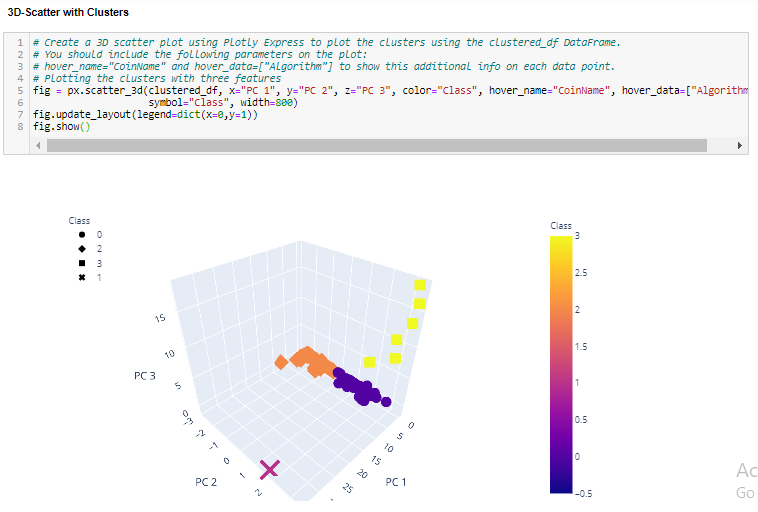 3D-Scatter with Clusters
1 # Create a 3D scatter plot using Plotly Express to plot the clusters using the clustered_df DataFrame.
2 # You should include the following parameters on the plot:
3 # hover_name="CoinName" and hover_data=["Algorithm"] to show this additional info on each data point.
4 # Plotting the clusters with three features
5 fig = px.scatter_3d(clustered_df, x="PC 1", y="PC 2", z="PC 3", color="Class", hover_name="CoinName", hover_data=["Algorithm
6 symbol="Class", width=800)
7 fig.update_layout(legend=dict(x=0,y=1))
8 fig.show()
Class
0
2
3
1
Class
3
2.5
2
1.5
1
0.5
0
−0.5
15
10
5
0
PC 3
−3
−2
−1
0
1
2
PC 2
0
5
10
15
20
25
PC 1
Ac
Go